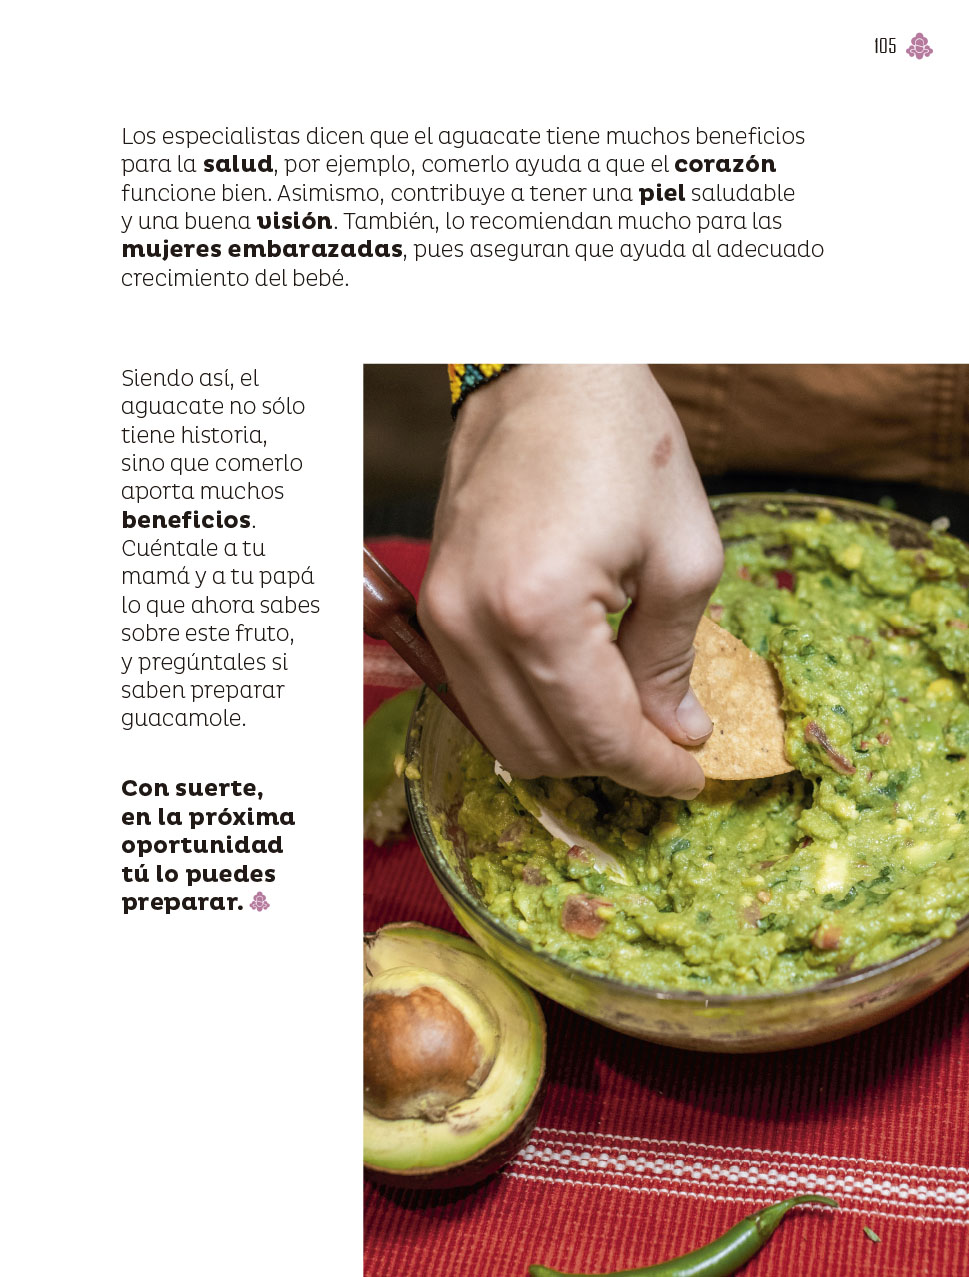 105
Los especialistas dicen que el aguacate tiene muchos beneficios
para la salud, por ejemplo, comerlo ayuda a que el corazón
funcione bien. Asimismo, contribuye a tener una piel saludable
y una buena visión. También, lo recomiendan mucho para las
mujeres embarazadas, pues aseguran que ayuda al adecuado
crecimiento del bebé.
Siendo así, el
aguacate no sólo
tiene historia,
sino que comerlo
aporta muchos
beneficios.
Cuéntale a tu
mamá y a tu papá
lo que ahora sabes
sobre este fruto,
y pregúntales si
saben preparar
guacamole.
Con suerte,
en la próxima
oportunidad
tú lo puedes
preparar.